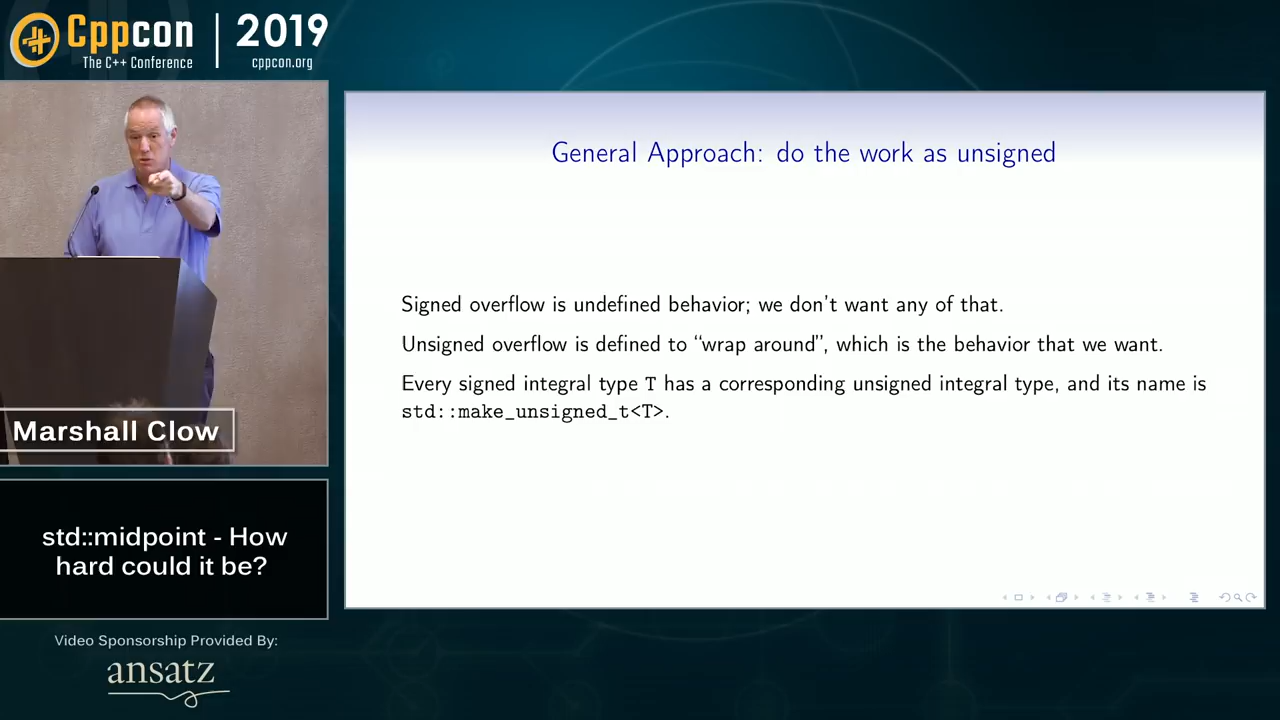 Cppcon
The C++ Conference
2019
cppcon.org
General Approach: do the work as unsigned
Signed overflow is undefined behavior; we don't want any of that.
Unsigned overflow is defined to “wrap around”, which is the behavior that we want.
Every signed integral type T has a corresponding unsigned integral type, and its name is
std::make_unsigned_t<T>.
Marshall Clow
std::midpoint - How
hard could it be?
Video Sponsorship Provided By:
ansatz